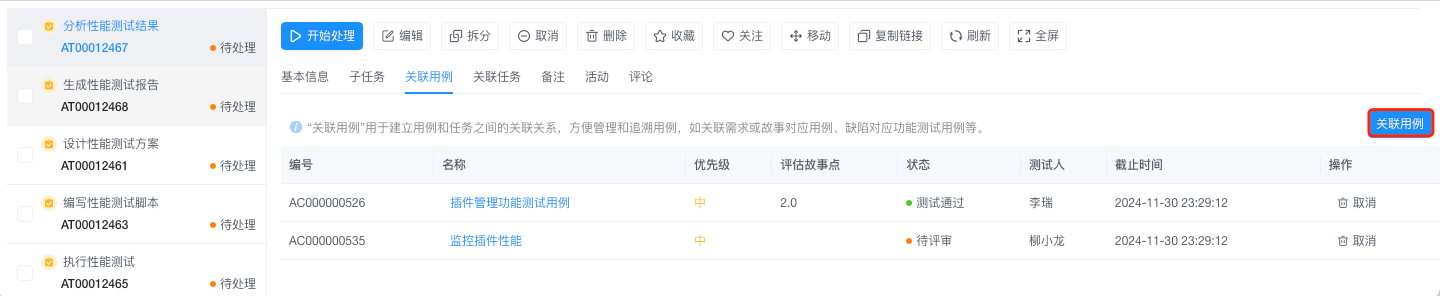 分析性能测试结果
AT00012467 待处理
生成性能测试报告
AT00012468 待处理
设计性能测试方案
AT00012461 待处理
编写性能测试脚本
AT00012463 待处理
执行性能测试
AT00012465 待处理
开始处理 编辑 拆分 取消 删除 收藏 关注 移动 复制链接 刷新 全屏
基本信息 子任务 关联用例 关联任务 备注 活动 评论
“关联用例”用于建立用例和任务之间的关联关系，方便管理和追溯用例，如关联需求或故事对应用例、缺陷对应功能测试用例等。
关联用例
编号 名称 优先级 评估故事点 状态 测试人 截止时间 操作
AC000000526 插件管理功能测试用例 中 2.0 测试通过 李瑞 2024-11-30 23:29:12 取消
AC000000535 监控插件性能 中 待评审 柳小龙 2024-11-30 23:29:12 取消